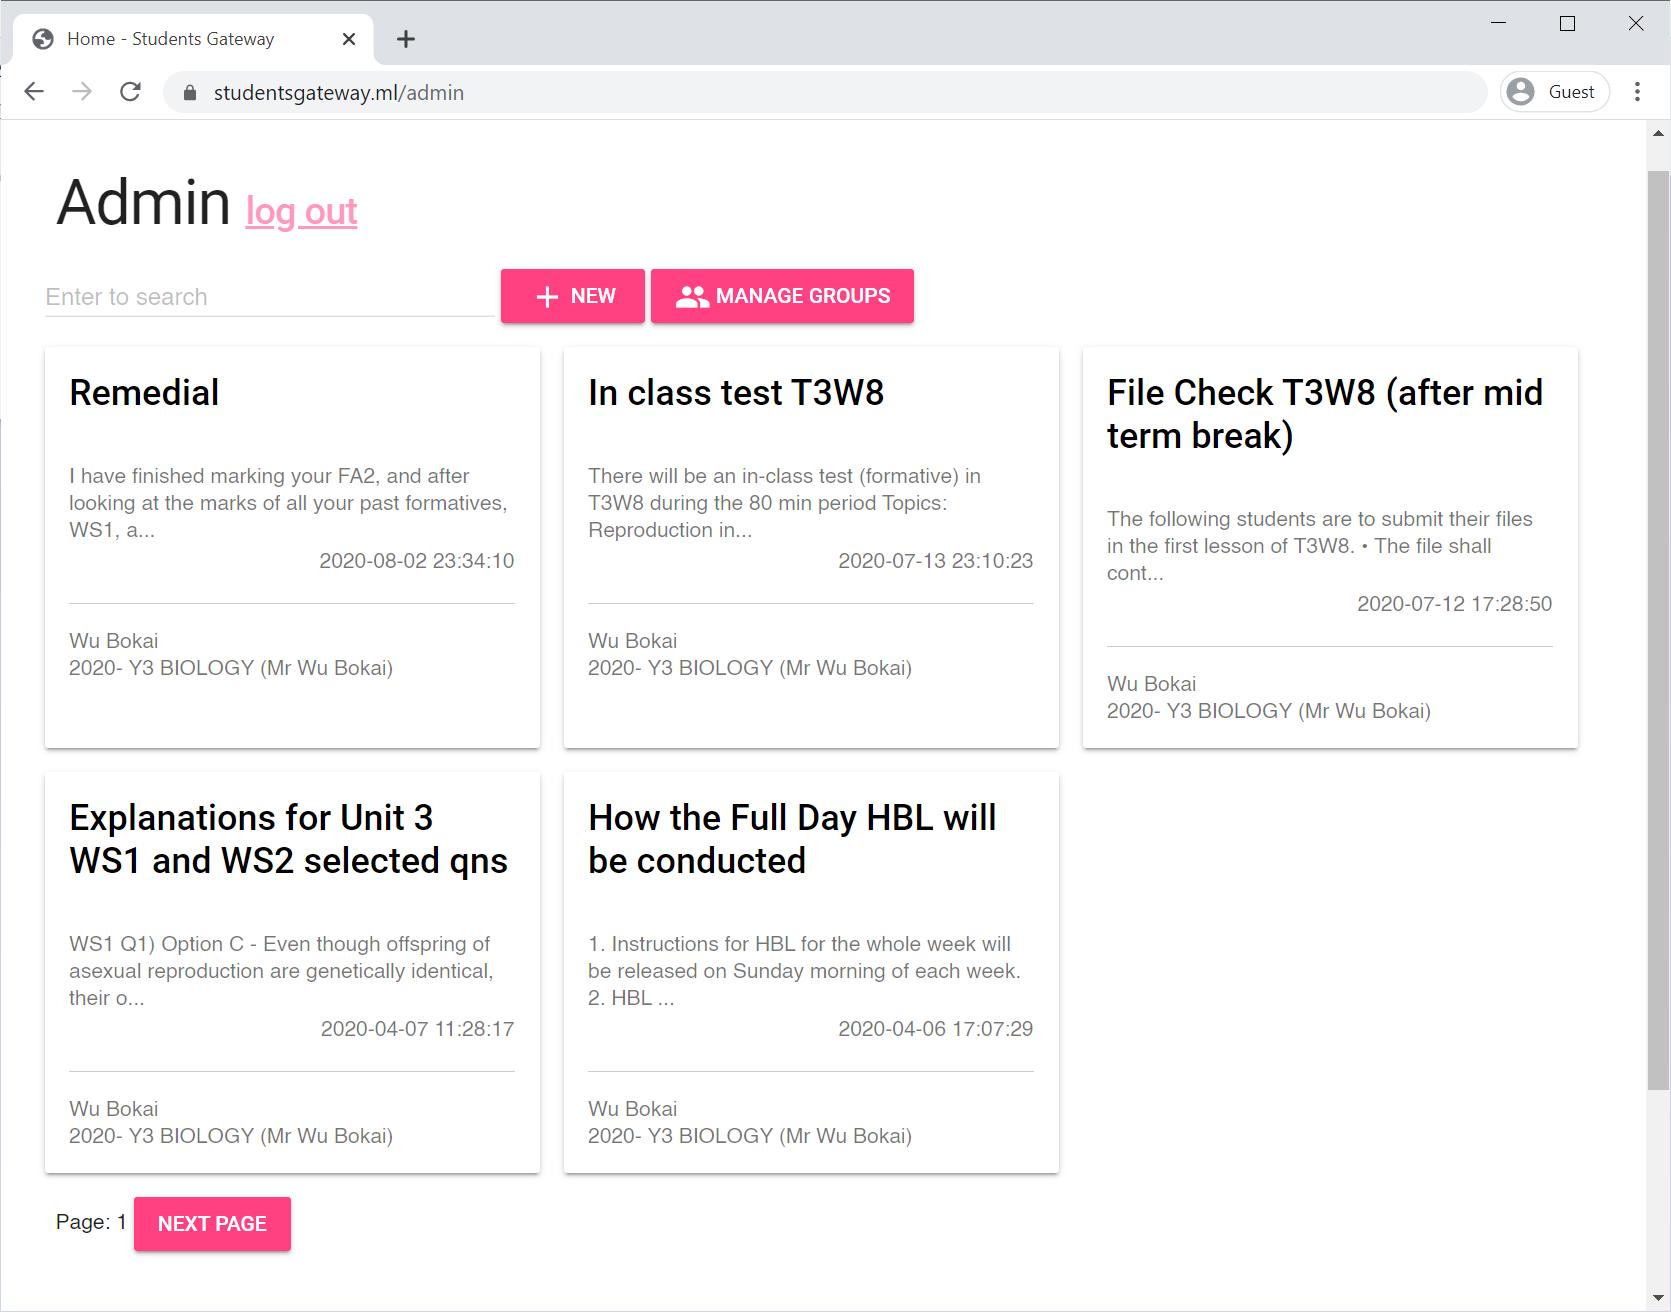 Home - Students Gateway
studentsgateway.ml/admin
Guest
Admin log out
Enter to search
NEW
MANAGE GROUPS
Remedial
I have finished marking your FA2, and after
looking at the marks of all your past formatives,
WS1, a...
2020-08-02 23:34:10
Wu Bokai
2020- Y3 BIOLOGY (Mr Wu Bokai)
In class test T3W8
There will be an in-class test (formative) in
T3W8 during the 80 min period Topics:
Reproduction in...
2020-07-13 23:10:23
Wu Bokai
2020- Y3 BIOLOGY (Mr Wu Bokai)
File Check T3W8 (after mid
term break)
The following students are to submit their files
in the first lesson of T3W8. • The file shall
cont...
2020-07-12 17:28:50
Wu Bokai
2020- Y3 BIOLOGY (Mr Wu Bokai)
Explanations for Unit 3
WS1 and WS2 selected qns
WS1 Q1) Option C - Even though offspring of
asexual reproduction are genetically identical,
their o...
2020-04-07 11:28:17
Wu Bokai
2020- Y3 BIOLOGY (Mr Wu Bokai)
How the Full Day HBL will
be conducted
1. Instructions for HBL for the whole week will
be released on Sunday morning of each week.
2. HBL ...
2020-04-06 17:07:29
Wu Bokai
2020- Y3 BIOLOGY (Mr Wu Bokai)
Page: 1
NEXT PAGE